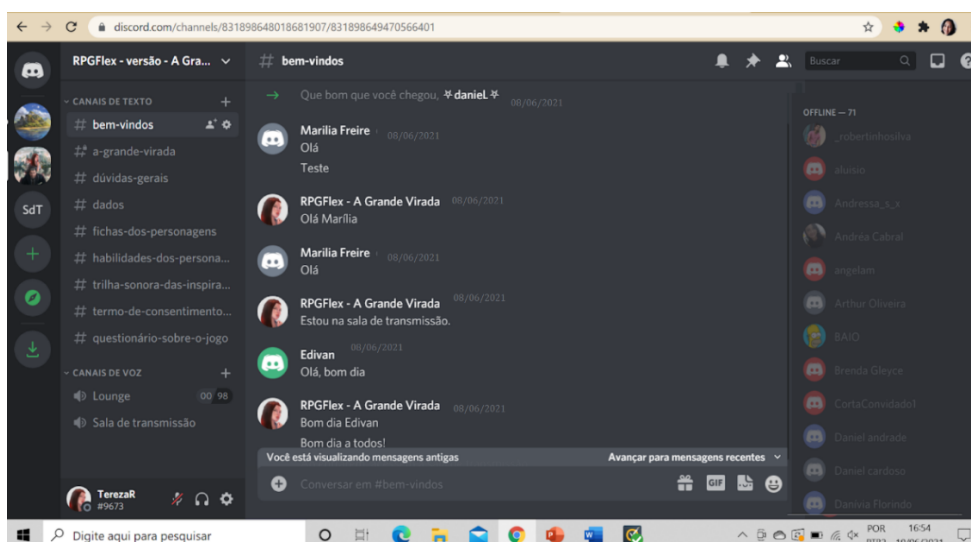 discord.com/channels/831898648018681907/831898649470566401
RPGFlex - versão - A Gra...
# bem-vindos
Buscar
CANAIS DE TEXTO
# bem-vindos
# a-grande-virada
# dúvidas-gerais
# dados
# fichas-dos-personagens
# habilidades-dos-persona...
# trilha-sonora-das-inspira...
# termo-de-consentimento...
# questionário-sobre-o-jogo
CANAIS DE VOZ
Lounge 00 98
Sala de transmissão
SdT
TerezaR
#9673
Que bom que você chegou, ⛧danieL⛧ 08/06/2021
Marilia Freire 08/06/2021
Olá
Teste
RPGFlex - A Grande Virada 08/06/2021
Olá Marília
Marilia Freire 08/06/2021
Olá
RPGFlex - A Grande Virada 08/06/2021
Estou na sala de transmissão.
Edivan 08/06/2021
Olá, bom dia
RPGFlex - A Grande Virada 08/06/2021
Bom dia Edivan
Bom dia a todos!
Você está visualizando mensagens antigas Avançar para mensagens recentes
Conversar em #bem-vindos
GIF
OFFLINE — 71
_robertinhosilva
aluisio
Andressa_s_x
Andréa Cabral
angelam
Arthur Oliveira
BAIO
Brenda Gleyce
CortaConvidado1
Daniel andrade
Daniel cardoso
Danívia Florindo
Digite aqui para pesquisar
POR 16:54